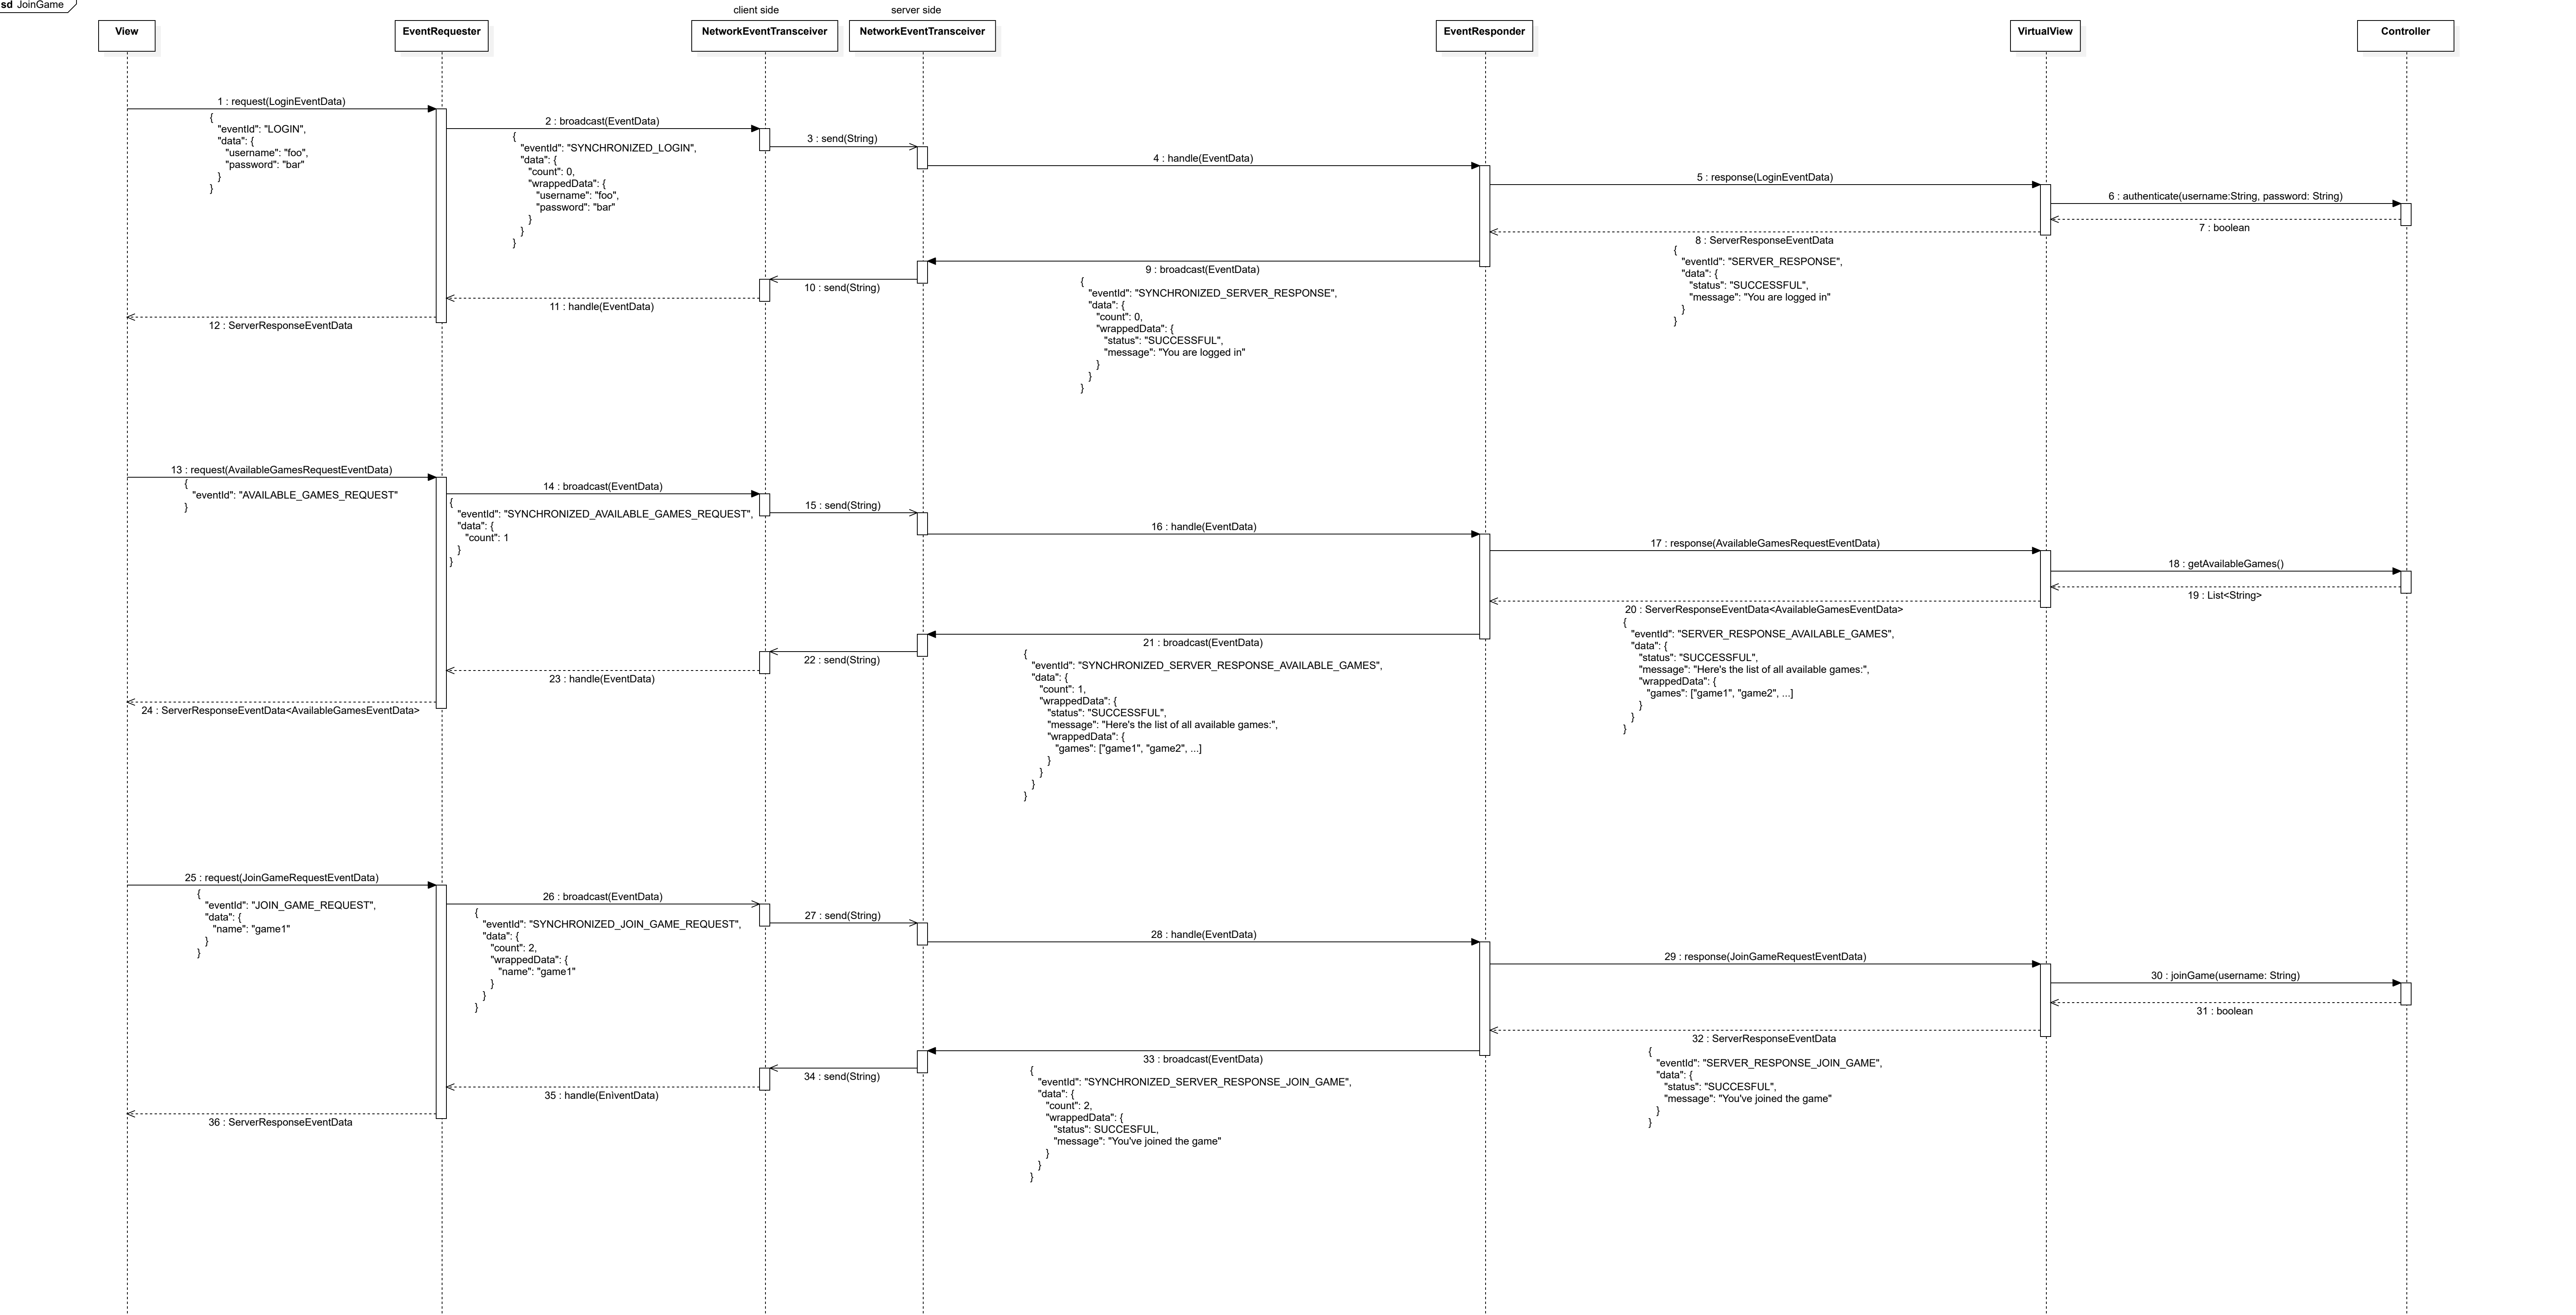 sd JoinGame
client side
server side
View
EventRequester
NetworkEventTransceiver
NetworkEventTransceiver
EventResponder
VirtualView
Controller
1 : request(LoginEventData)
{
"eventId": "LOGIN",
"data": {
"username": "foo",
"password": "bar"
}
}
2 : broadcast(EventData)
{
"eventId": "SYNCHRONIZED_LOGIN",
"data": {
"count": 0,
"wrappedData": {
"username": "foo",
"password": "bar"
}
}
}
3 : send(String)
4 : handle(EventData)
5 : response(LoginEventData)
6 : authenticate(username:String, password: String)
7 : boolean
8 : ServerResponseEventData
{
"eventId": "SERVER_RESPONSE",
"data": {
"status": "SUCCESSFUL",
"message": "You are logged in"
}
}
9 : broadcast(EventData)
{
"eventId": "SYNCHRONIZED_SERVER_RESPONSE",
"data": {
"count": 0,
"wrappedData": {
"status": "SUCCESSFUL",
"message": "You are logged in"
}
}
}
10 : send(String)
11 : handle(EventData)
12 : ServerResponseEventData
13 : request(AvailableGamesRequestEventData)
{
"eventId": "AVAILABLE_GAMES_REQUEST"
}
14 : broadcast(EventData)
{
"eventId": "SYNCHRONIZED_AVAILABLE_GAMES_REQUEST",
"data": {
"count": 1
}
}
15 : send(String)
16 : handle(EventData)
17 : response(AvailableGamesRequestEventData)
18 : getAvailableGames()
19 : List<String>
20 : ServerResponseEventData<AvailableGamesEventData>
{
"eventId": "SERVER_RESPONSE_AVAILABLE_GAMES",
"data": {
"status": "SUCCESSFUL",
"message": "Here's the list of all available games:",
"wrappedData": {
"games": ["game1", "game2", ...]
}
}
}
21 : broadcast(EventData)
{
"eventId": "SYNCHRONIZED_SERVER_RESPONSE_AVAILABLE_GAMES",
"data": {
"count": 1,
"wrappedData": {
"status": "SUCCESSFUL",
"message": "Here's the list of all available games:",
"wrappedData": {
"games": ["game1", "game2", ...]
}
}
}
}
22 : send(String)
23 : handle(EventData)
24 : ServerResponseEventData<AvailableGamesEventData>
25 : request(JoinGameRequestEventData)
{
"eventId": "JOIN_GAME_REQUEST",
"data": {
"name": "game1"
}
}
26 : broadcast(EventData)
{
"eventId": "SYNCHRONIZED_JOIN_GAME_REQUEST",
"data": {
"count": 2,
"wrappedData": {
"name": "game1"
}
}
}
27 : send(String)
28 : handle(EventData)
29 : response(JoinGameRequestEventData)
30 : joinGame(username: String)
31 : boolean
32 : ServerResponseEventData
{
"eventId": "SERVER_RESPONSE_JOIN_GAME",
"data": {
"status": "SUCCESFUL",
"message": "You've joined the game"
}
}
33 : broadcast(EventData)
{
"eventId": "SYNCHRONIZED_SERVER_RESPONSE_JOIN_GAME",
"data": {
"count": 2,
"wrappedData": {
"status": SUCCESFUL,
"message": "You've joined the game"
}
}
}
34 : send(String)
35 : handle(EniventData)
36 : ServerResponseEventData